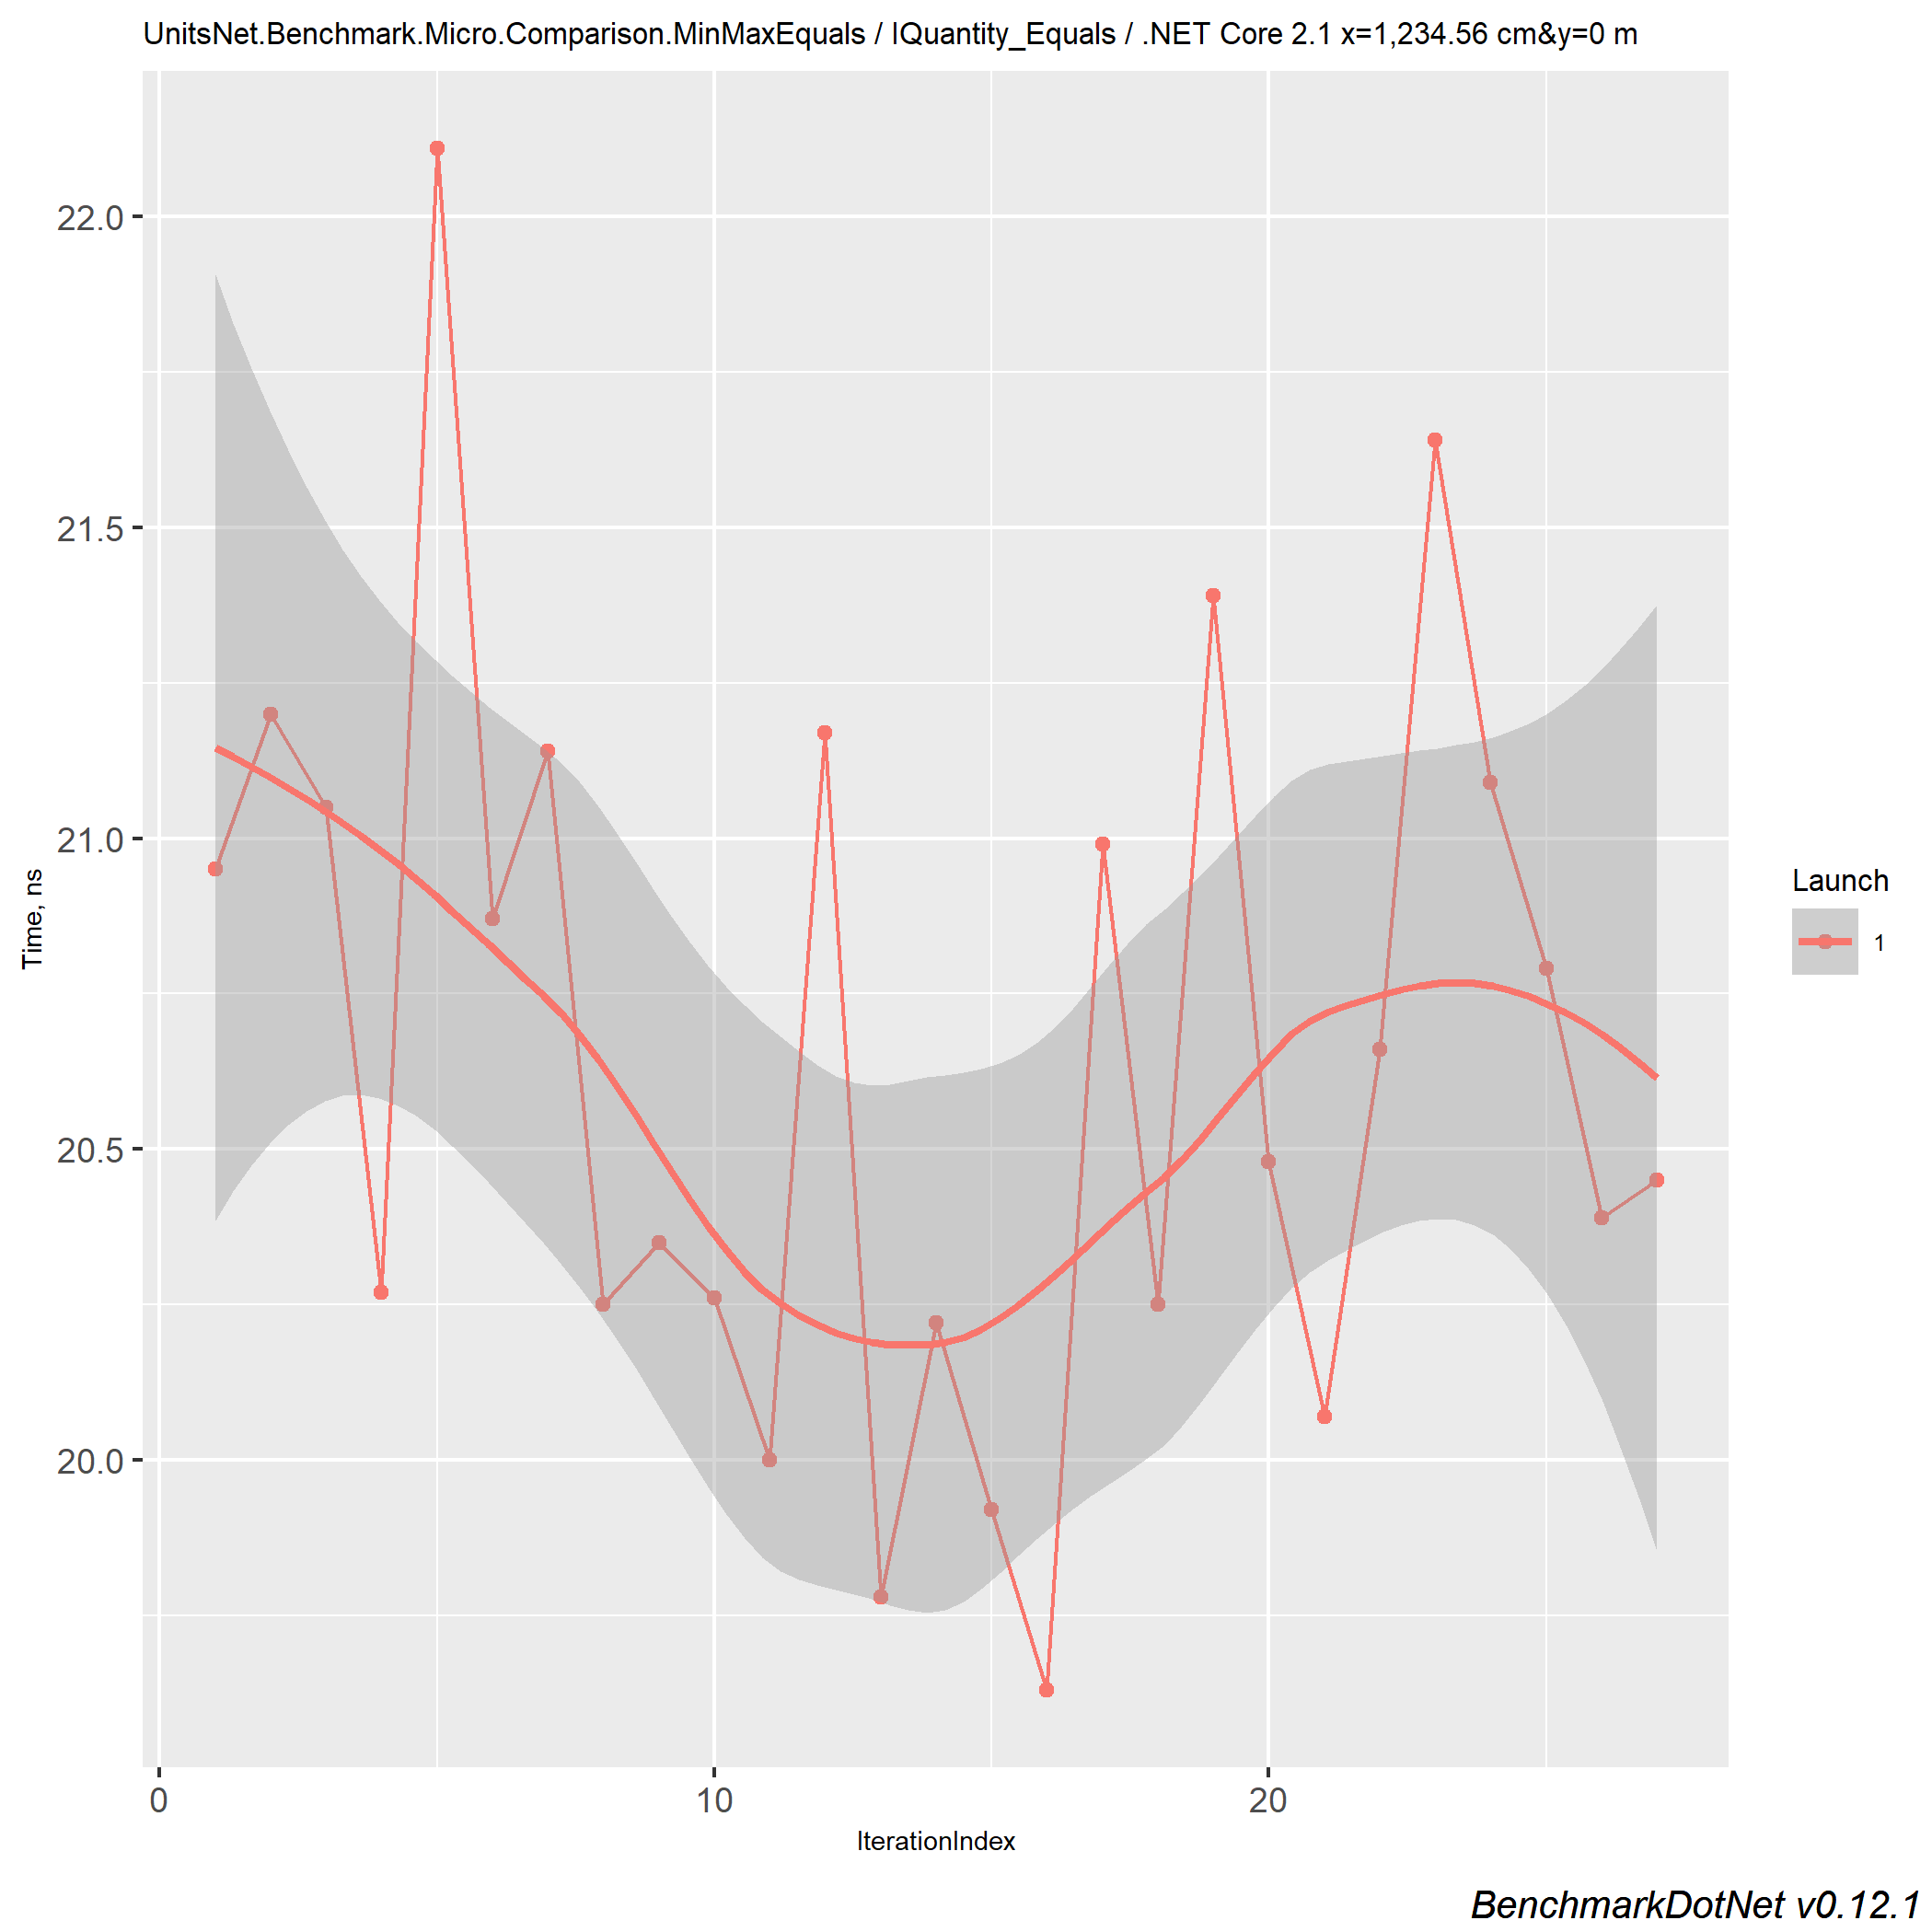 UnitsNet.Benchmark.Micro.Comparison.MinMaxEquals / IQuantity_Equals / .NET Core 2.1 x=1,234.56 cm&y=0 m
22.0
21.5
21.0
20.5
20.0
Time, ns
0 10 20
IterationIndex
Launch
1
BenchmarkDotNet v0.12.1